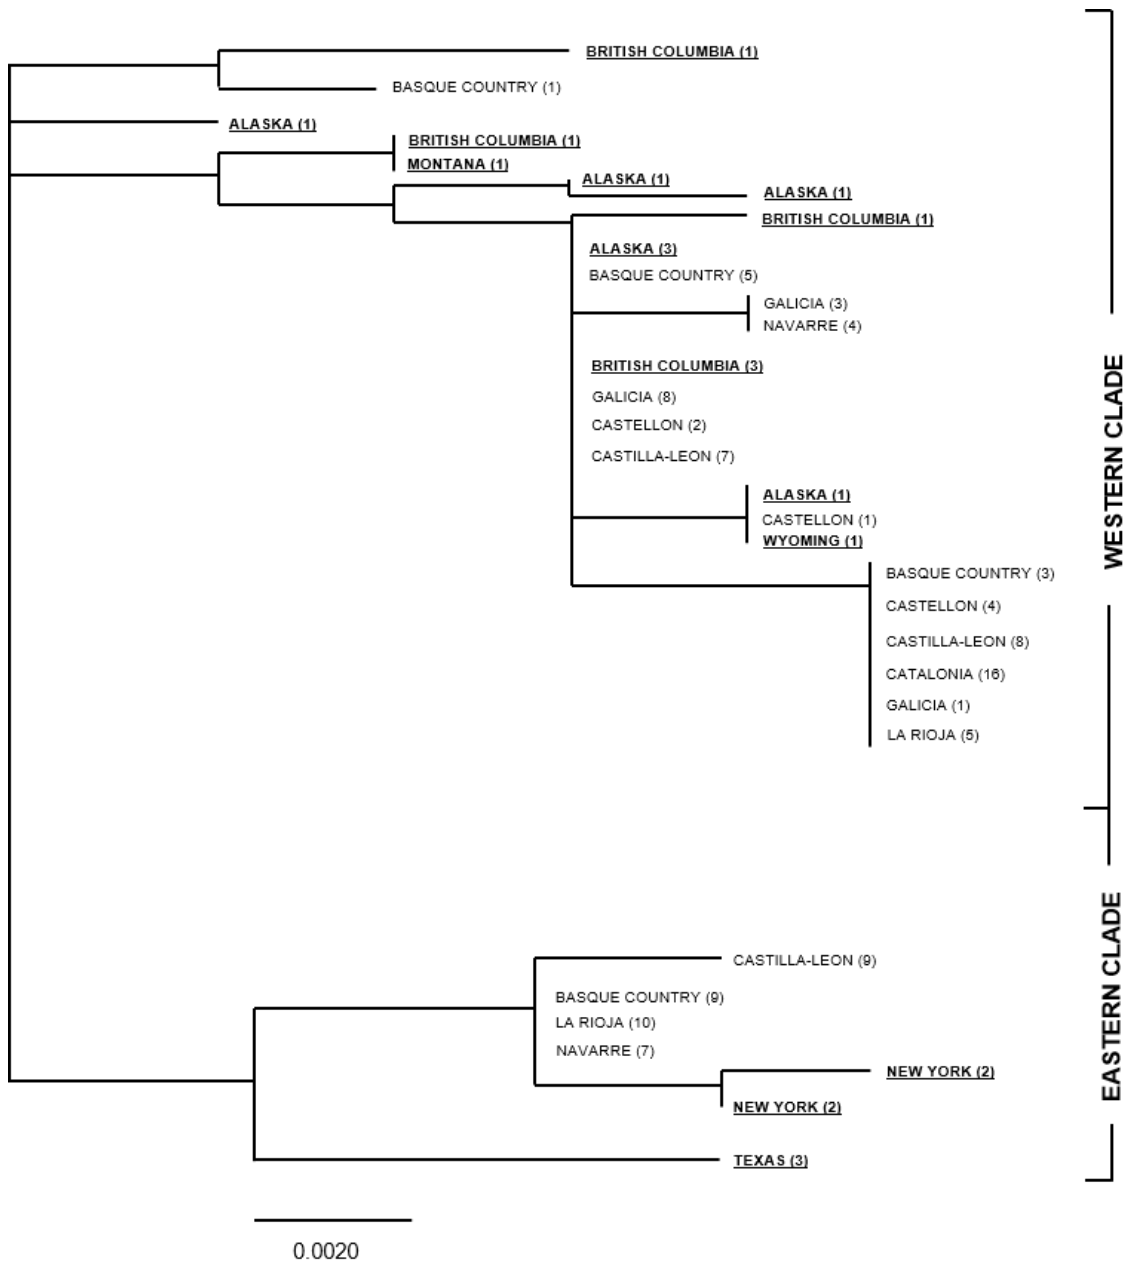 BRITISH COLUMBIA (1)
BASQUE COUNTRY (1)
ALASKA (1)
BRITISH COLUMBIA (1)
MONTANA (1)
ALASKA (1)
ALASKA (1)
BRITISH COLUMBIA (1)
ALASKA (3)
BASQUE COUNTRY (5)
GALICIA (3)
NAVARRE (4)
BRITISH COLUMBIA (3)
GALICIA (8)
CASTELLON (2)
CASTILLA-LEON (7)
ALASKA (1)
CASTELLON (1)
WYOMING (1)
BASQUE COUNTRY (3)
CASTELLON (4)
CASTILLA-LEON (8)
CATALONIA (16)
GALICIA (1)
LA RIOJA (5)
WESTERN CLADE
CASTILLA-LEON (9)
BASQUE COUNTRY (9)
LA RIOJA (10)
NAVARRE (7)
NEW YORK (2)
NEW YORK (2)
TEXAS (3)
EASTERN CLADE
0.0020